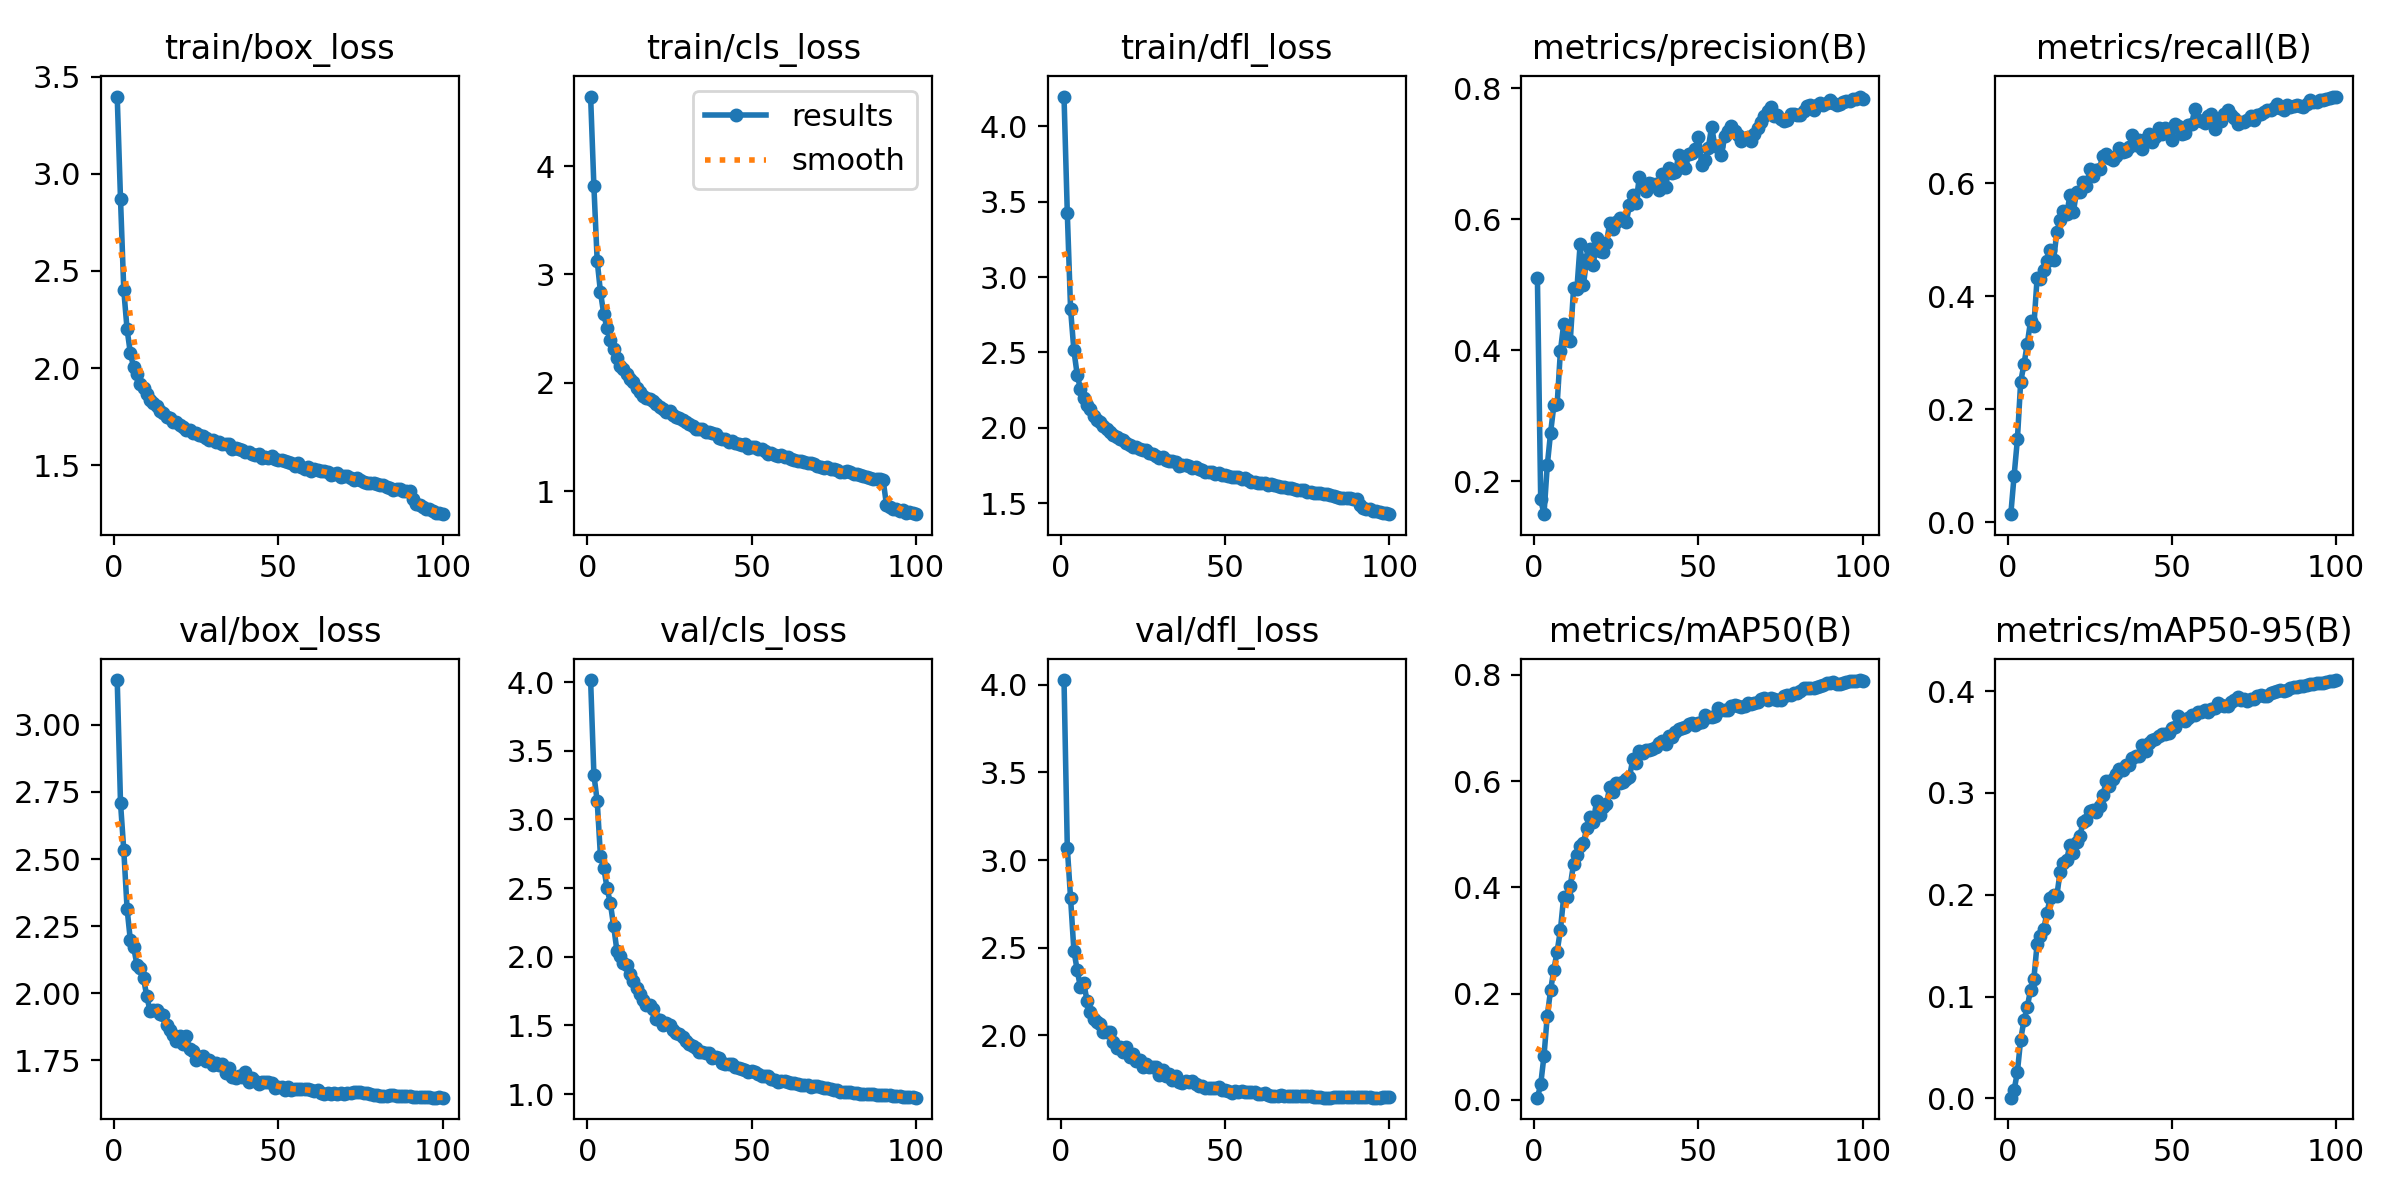 train/box_loss
3.5
3.0
2.5
2.0
1.5
0 50 100
train/cls_loss
results
smooth
4
3
2
1
0 50 100
train/dfl_loss
4.0
3.5
3.0
2.5
2.0
1.5
0 50 100
metrics/precision(B)
0.8
0.6
0.4
0.2
0 50 100
metrics/recall(B)
0.6
0.4
0.2
0.0
0 50 100
val/box_loss
3.00
2.75
2.50
2.25
2.00
1.75
0 50 100
val/cls_loss
4.0
3.5
3.0
2.5
2.0
1.5
1.0
0 50 100
val/dfl_loss
4.0
3.5
3.0
2.5
2.0
0 50 100
metrics/mAP50(B)
0.8
0.6
0.4
0.2
0.0
0 50 100
metrics/mAP50-95(B)
0.4
0.3
0.2
0.1
0.0
0 50 100